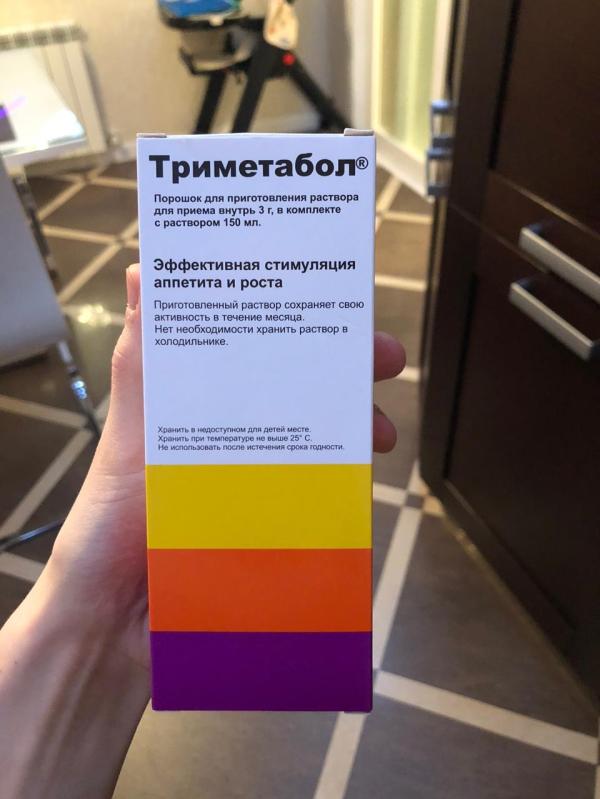 Триметабол®
Порошок для приготовления раствора
для приема внутрь 3 г, в комплекте
с раствором 150 мл.
Эффективная стимуляция
аппетита и роста
Приготовленный раствор сохраняет свою
активность в течение месяца.
Нет необходимости хранить раствор в
холодильнике.
Хранить в недоступном для детей месте.
Хранить при температуре не выше 25° С.
Не использовать после истечения срока годности.